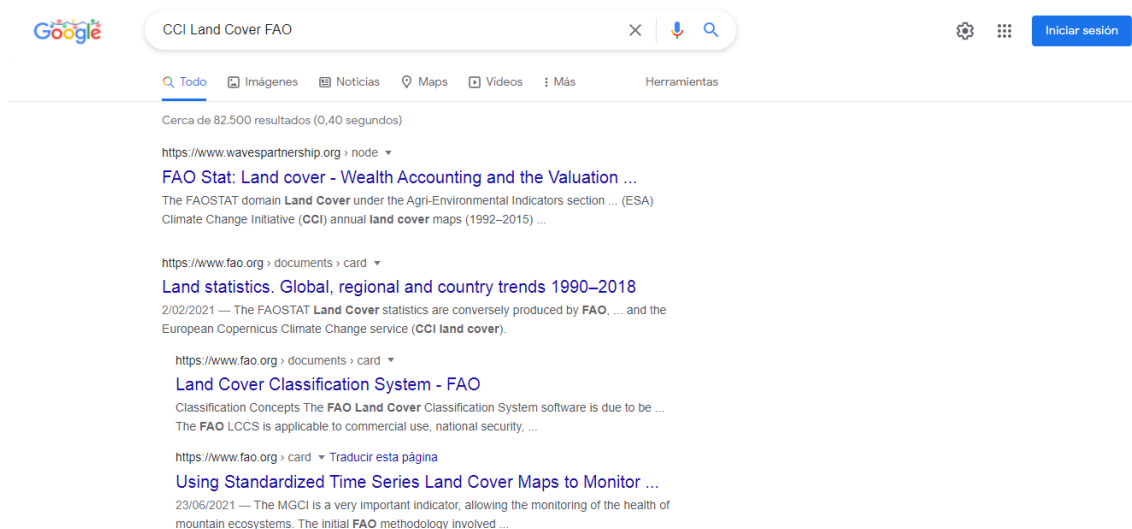 Google
CCI Land Cover FAO
Iniciar sesión
Todo Imágenes Noticias Maps Vídeos Más Herramientas
Cerca de 82.500 resultados (0,40 segundos)
https://www.wavespartnership.org › node
FAO Stat: Land cover - Wealth Accounting and the Valuation ...
The FAOSTAT domain Land Cover under the Agri-Environmental Indicators section ... (ESA)
Climate Change Initiative (CCI) annual land cover maps (1992–2015) ...
https://www.fao.org › documents › card
Land statistics. Global, regional and country trends 1990–2018
2/02/2021 — The FAOSTAT Land Cover statistics are conversely produced by FAO, ... and the
European Copernicus Climate Change service (CCI land cover).
https://www.fao.org › documents › card
Land Cover Classification System - FAO
Classification Concepts The FAO Land Cover Classification System software is due to be ...
The FAO LCCS is applicable to commercial use, national security, ...
https://www.fao.org › card Traducir esta página
Using Standardized Time Series Land Cover Maps to Monitor ...
23/06/2021 — The MGCI is a very important indicator, allowing the monitoring of the health of
mountain ecosystems. The initial FAO methodology involved ...